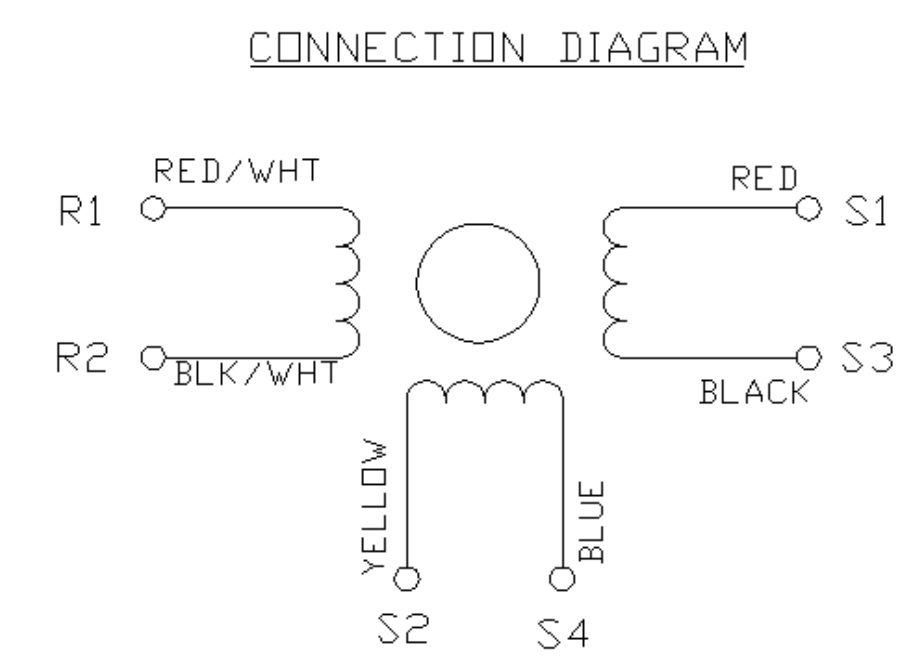 CONNECTION DIAGRAM
RED/WHT
RED
R1
S1
R2
S3
BLK/WHT
BLACK
YELLOW
BLUE
S2
S4